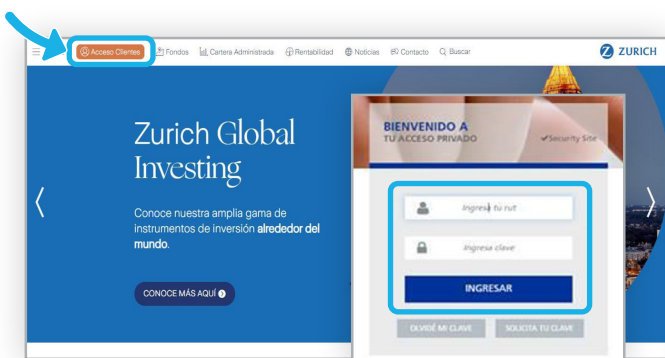 Acceso Clientes Fondos Cartera Administrada Rentabilidad Noticias Contacto Buscar ZURICH
Zurich Global
Investing
Conoce nuestra amplia gama de
instrumentos de inversión alrededor del
mundo.
CONOCE MÁS AQUÍ
BIENVENIDO A
TU ACCESO PRIVADO
Security Site
Ingresa tu rut
Ingresa clave
INGRESAR
OLVIDÉ MI CLAVE
SOLICITA TU CLAVE